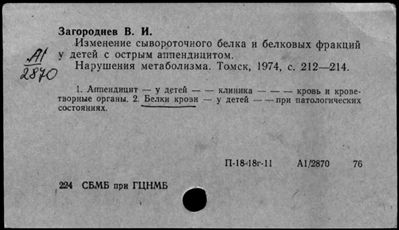 Загороднев В. И.
Изменение сывороточного белка и белковых фракций
у детей с острым аппендицитом.
Нарушения метаболизма. Томск, 1974, с. 212—214.
А1
2870
1. Аппендицит — у детей — — клиника — — — кровь и крове-
творные органы. 2. Белки крови — у детей — — при патологических
состояниях.
П-18-18г-11 А1/2870 76
224 СБМБ при ГЦНМБ